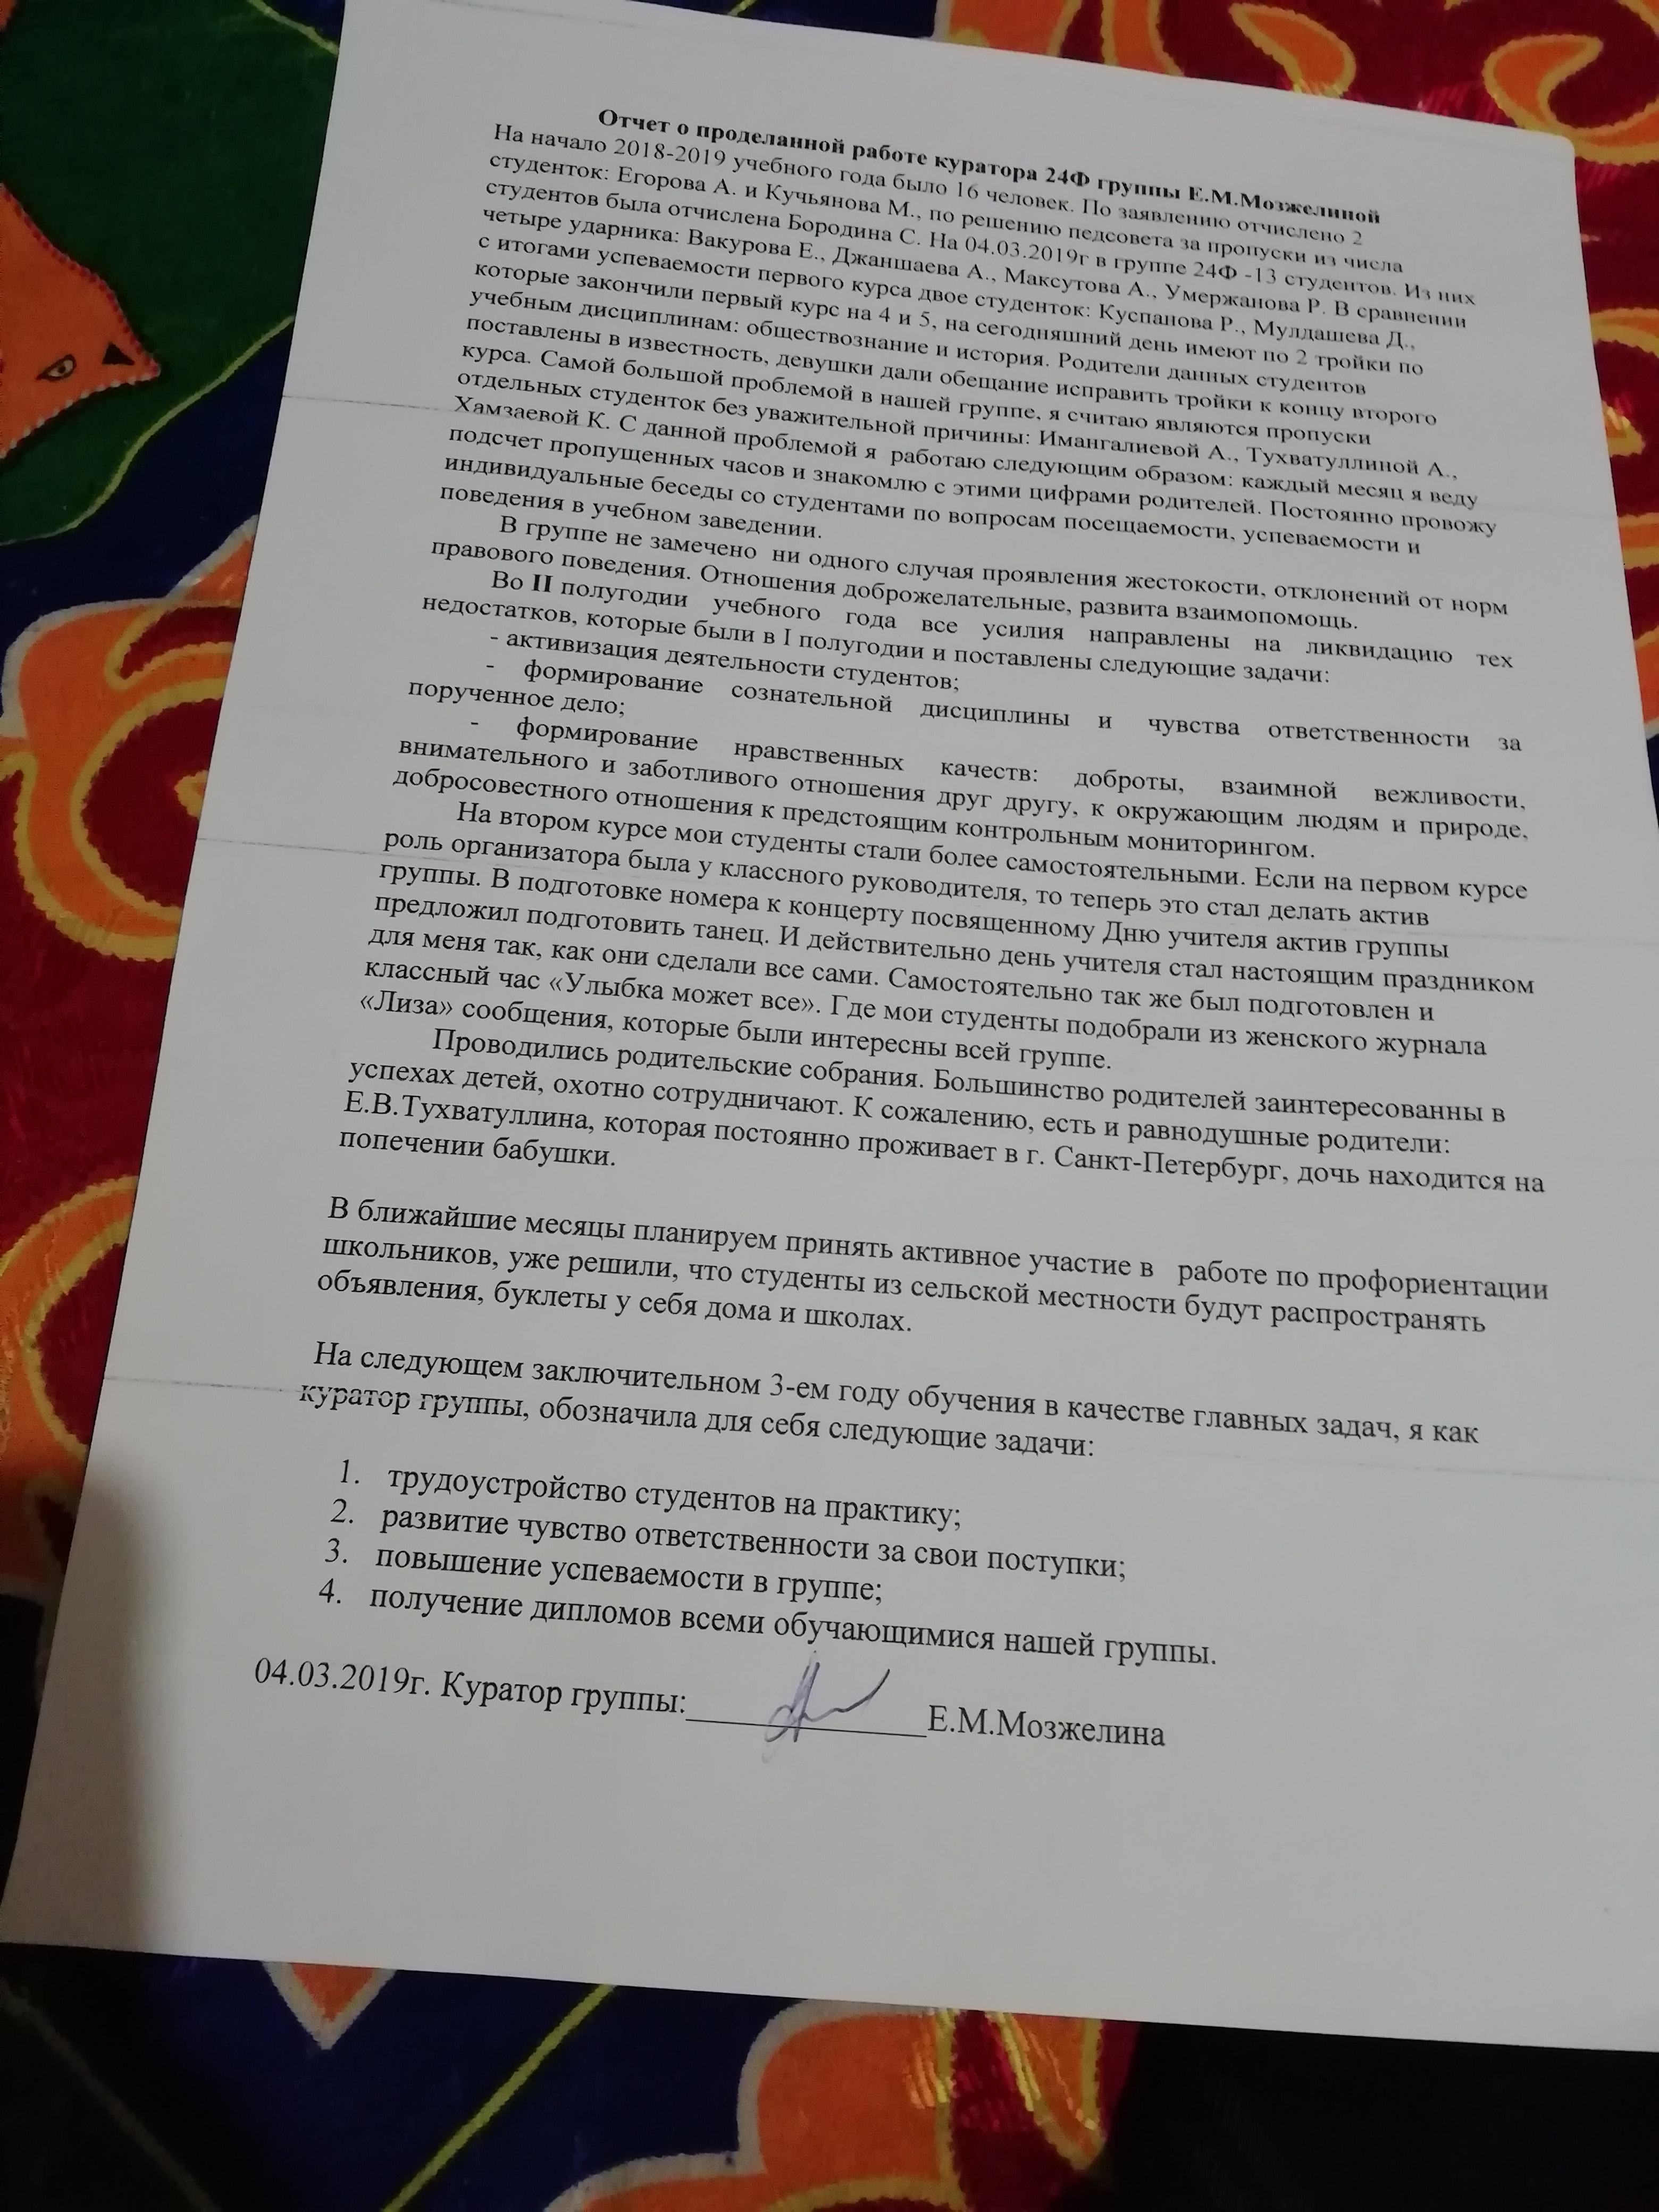 Отчет о проделанной работе куратора 24Ф группы Е.М.Мозжелиной
На начало 2018-2019 учебного года было 16 человек. По заявлению отчислено 2
студенток: Егорова А. и Кучьянова М., по решению педсовета за пропуски из числа
студентов была отчислена Бородина С. На 04.03.2019г в группе 24Ф -13 студентов. Из них
четыре ударника: Вакурова Е., Джаншаева А., Максутова А., Умержанова Р. В сравнении
с итогами успеваемости первого курса двое студенток: Куспанова Р., Мулдашева Д.,
которые закончили первый курс на 4 и 5, на сегодняшний день имеют по 2 тройки по
учебным дисциплинам: обществознание и история. Родители данных студентов
поставлены в известность, девушки дали обещание исправить тройки к концу второго
курса. Самой большой проблемой в нашей группе, я считаю являются пропуски
отдельных студенток без уважительной причины: Имангалиевой А., Тухватуллиной А.,
Хамзаевой К. С данной проблемой я работаю следующим образом: каждый месяц я веду
подсчет пропущенных часов и знакомлю с этими цифрами родителей. Постоянно провожу
индивидуальные беседы со студентами по вопросам посещаемости, успеваемости и
поведения в учебном заведении.
В группе не замечено ни одного случая проявления жестокости, отклонений от норм
правового поведения. Отношения доброжелательные, развита взаимопомощь.
Во II полугодии учебного года все усилия направлены на ликвидацию тех
недостатков, которые были в I полугодии и поставлены следующие задачи:
- активизация деятельности студентов;
- формирование сознательной дисциплины и чувства ответственности за
порученное дело;
- формирование нравственных качеств: доброты, взаимной вежливости,
внимательного и заботливого отношения друг другу, к окружающим людям и природе,
добросовестного отношения к предстоящим контрольным мониторингом.
На втором курсе мои студенты стали более самостоятельными. Если на первом курсе
роль организатора была у классного руководителя, то теперь это стал делать актив
группы. В подготовке номера к концерту посвященному Дню учителя актив группы
предложил подготовить танец. И действительно день учителя стал настоящим праздником
для меня так, как они сделали все сами. Самостоятельно так же был подготовлен и
классный час «Улыбка может все». Где мои студенты подобрали из женского журнала
«Лиза» сообщения, которые были интересны всей группе.
Проводились родительские собрания. Большинство родителей заинтересованны в
успехах детей, охотно сотрудничают. К сожалению, есть и равнодушные родители:
Е.В.Тухватуллина, которая постоянно проживает в г. Санкт-Петербург, дочь находится на
попечении бабушки.
В ближайшие месяцы планируем принять активное участие в работе по профориентации
школьников, уже решили, что студенты из сельской местности будут распространять
объявления, буклеты у себя дома и школах.
На следующем заключительном 3-ем году обучения в качестве главных задач, я как
куратор группы, обозначила для себя следующие задачи:
1. трудоустройство студентов на практику;
2. развитие чувство ответственности за свои поступки;
3. повышение успеваемости в группе;
4. получение дипломов всеми обучающимися нашей группы.
04.03.2019г. Куратор группы:______________Е.М.Мозжелина